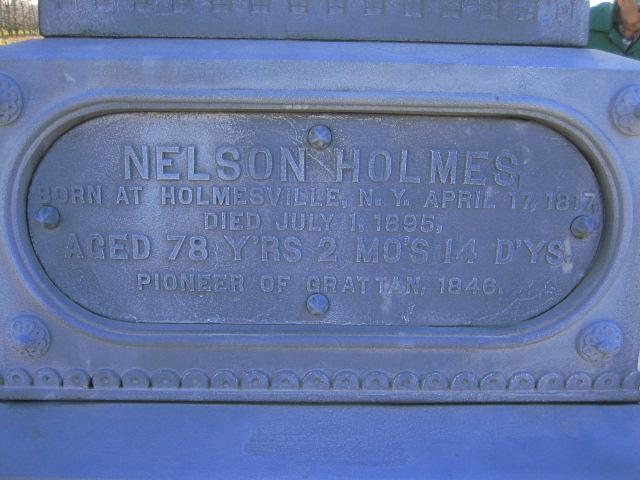 NELSON HOLMES
BORN AT HOLMESVILLE, N.Y. APRIL 17, 1817,
DIED JULY 1, 1895,
AGED 78 Y'RS 2 MO'S 14 D'YS.
PIONEER OF GRATTAN, 1846.